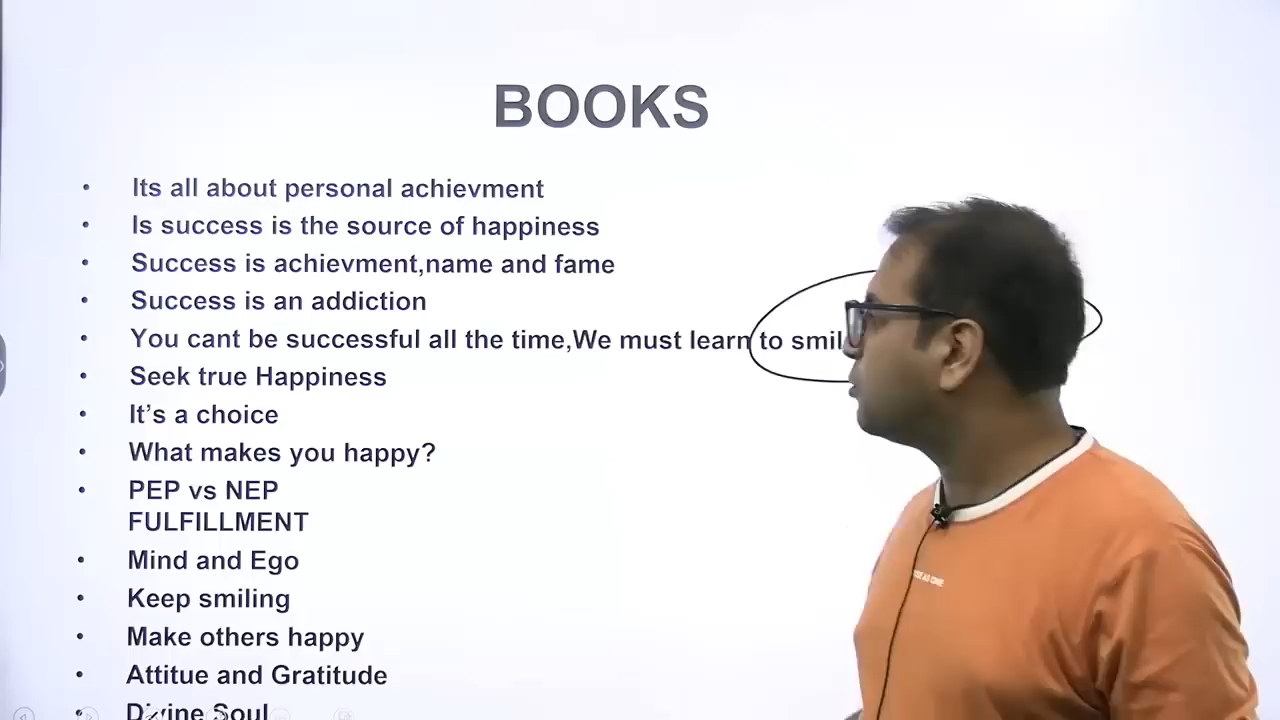 BOOKS
• Its all about personal achievment
• Is success is the source of happiness
• Success is achievment,name and fame
• Success is an addiction
• You cant be successful all the time,We must learn to
• Seek true Happiness
• It’s a choice
• What makes you happy?
• PEP vs NEP
FULFILLMENT
• Mind and Ego
• Keep smiling
• Make others happy
• Attitue and Gratitude
• Divine Soul
AS ONE